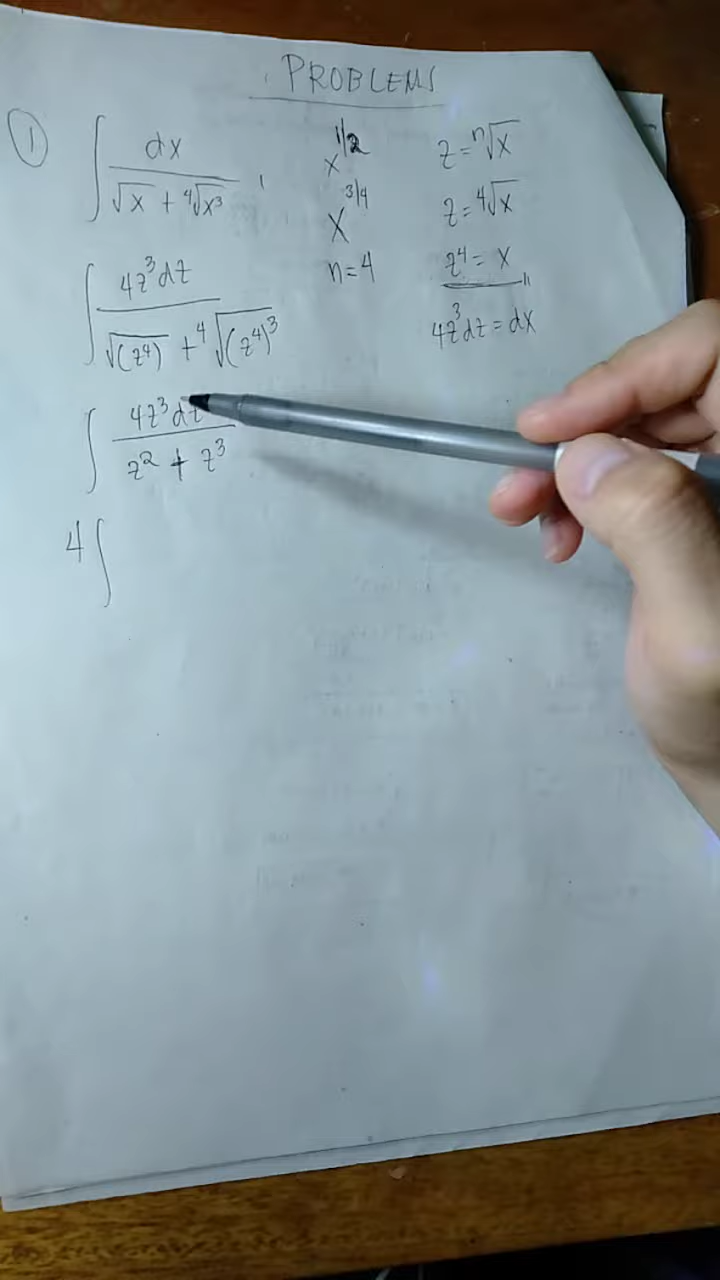 PROBLEMS
① ∫ dx / (√x + ⁴√x³)
x^(1/2)
x^(3/4)
n=4
z = ⁿ√x
z = ⁴√x
z⁴ = x
4z³dz = dx
∫ 4z³dz / (√(z⁴) + ⁴√(z⁴)³)
∫ 4z³dz / (z² + z³)
4∫